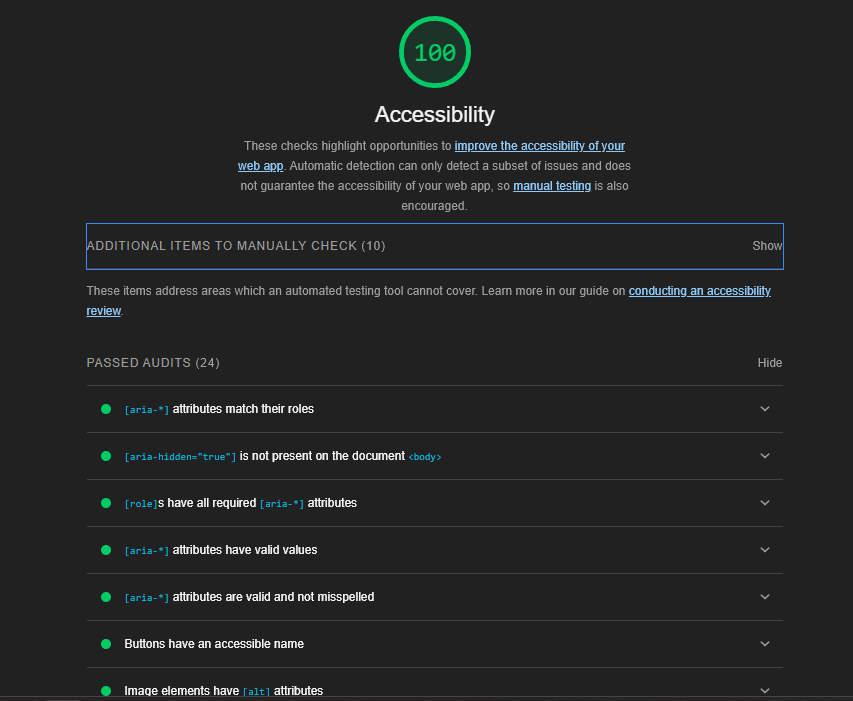 100
Accessibility
These checks highlight opportunities to improve the accessibility of your
web app. Automatic detection can only detect a subset of issues and does
not guarantee the accessibility of your web app, so manual testing is also
encouraged.
ADDITIONAL ITEMS TO MANUALLY CHECK (10) Show
These items address areas which an automated testing tool cannot cover. Learn more in our guide on conducting an accessibility
review.
PASSED AUDITS (24) Hide
[aria-*] attributes match their roles
[aria-hidden="true"] is not present on the document <body>
[role]s have all required [aria-*] attributes
[aria-*] attributes have valid values
[aria-*] attributes are valid and not misspelled
Buttons have an accessible name
Image elements have [alt] attributes